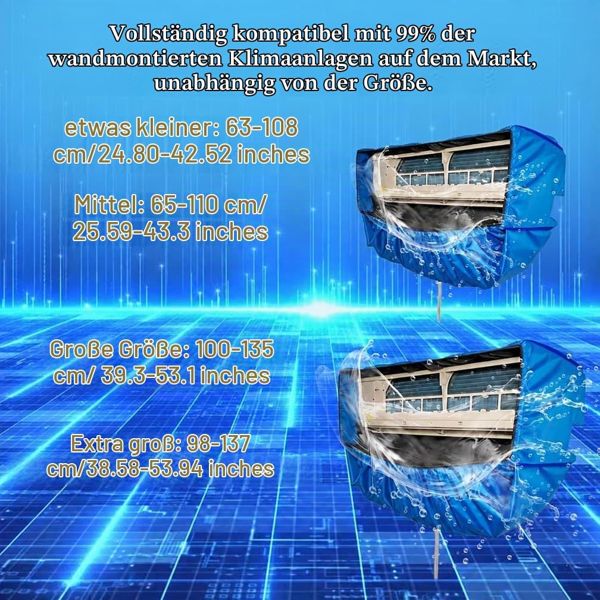 Vollständig kompatibel mit 99% der
wandmontierten Klimaanlagen auf dem Markt,
unabhängig von der Größe.
etwas kleiner: 63-108
cm/24.80-42.52 inches
Mittel: 65-110 cm/
25.59-43.3 inches
Große Größe: 100-135
cm/ 39.3-53.1 inches
Extra groß: 98-137
cm/38.58-53.94 inches